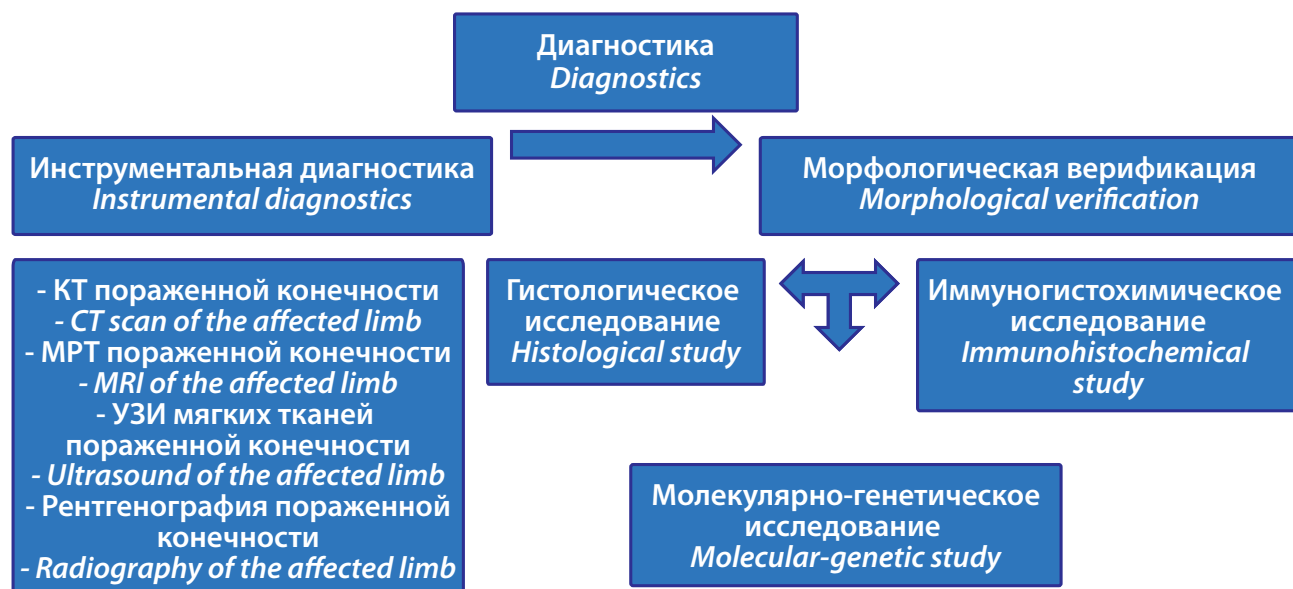 Диагностика
Diagnostics
Инструментальная диагностика
Instrumental diagnostics
Морфологическая верификация
Morphological verification
- КТ пораженной конечности
- CT scan of the affected limb
- МРТ пораженной конечности
- MRI of the affected limb
- УЗИ мягких тканей
пораженной конечности
- Ultrasound of the affected limb
- Рентгенография пораженной
конечности
- Radiography of the affected limb
Гистологическое
исследование
Histological study
Иммуногистохимическое
исследование
Immunohistochemical
study
Молекулярно-генетическое
исследование
Molecular-genetic study